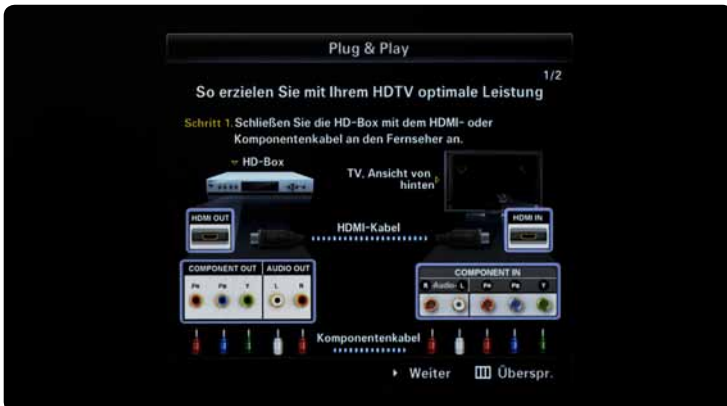 Plug & Play
1/2
So erzielen Sie mit Ihrem HDTV optimale Leistung
Schritt 1. Schließen Sie die HD-Box mit dem HDMI- oder
Komponentenkabel an den Fernseher an.
HD-Box
TV, Ansicht von
hinten
HDMI OUT
HDMI-Kabel
HDMI IN
COMPONENT OUT
AUDIO OUT
PR PB Y L R
COMPONENT IN
R Audio L PR PB Y
Komponentenkabel
Weiter
Überspr.